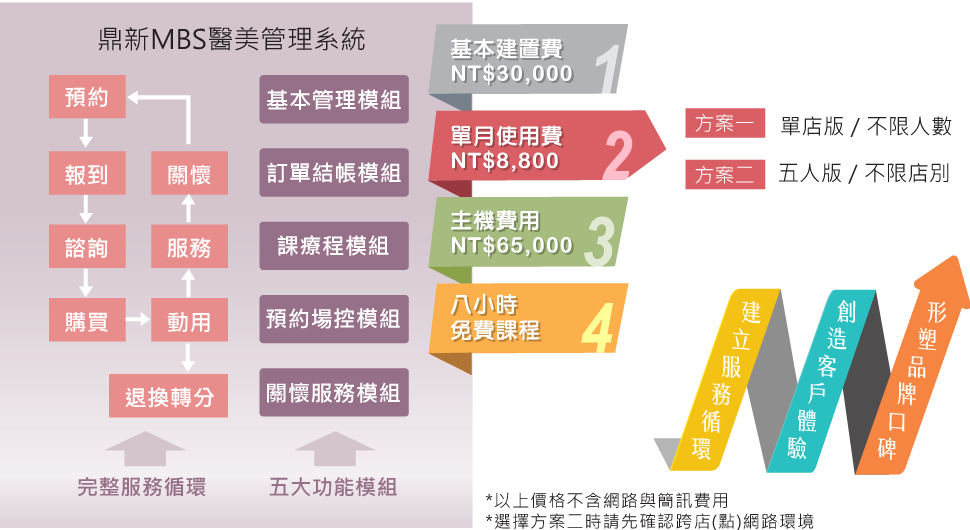 鼎新MBS醫美管理系統
預約
報到
諮詢
購買
動用
服務
關懷
退換轉分
完整服務循環
基本管理模組
訂單結帳模組
課療程模組
預約場控模組
關懷服務模組
五大功能模組
基本建置費
NT$30,000
1
單月使用費
NT$8,800
2
主機費用
NT$65,000
3
八小時
免費課程
4
方案一
單店版 / 不限人數
方案二
五人版 / 不限店別
建立服務循環
創造客戶體驗
形塑品牌口碑
*以上價格不含網路與簡訊費用
*選擇方案二時請先確認跨店(點)網路環境